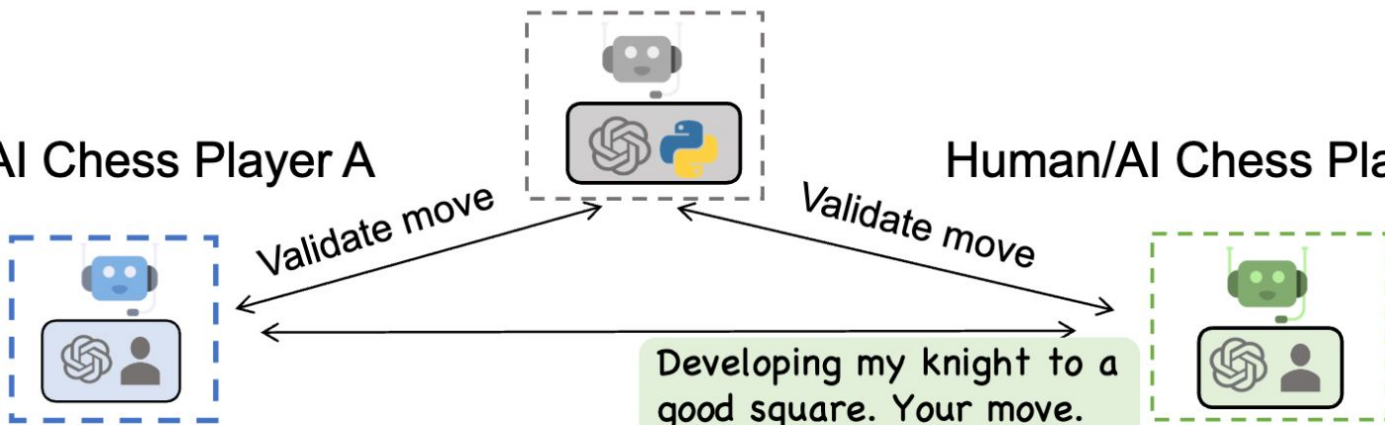 AI Chess Player A
Human/AI Chess Pla
Validate move
Validate move
Developing my knight to a
good square. Your move.